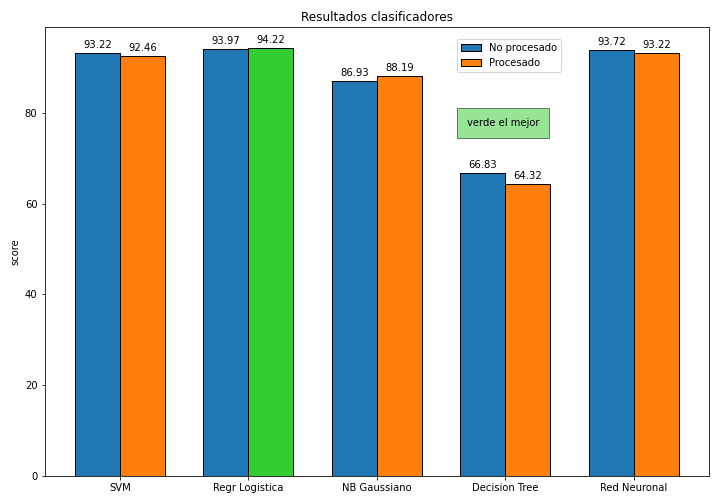 Resultados clasificadores
93.22
92.46
93.97
94.22
86.93
88.19
66.83
64.32
93.72
93.22
No procesado
Procesado
verde el mejor
score
80
60
40
20
0
SVM
Regr Logistica
NB Gaussiano
Decision Tree
Red Neuronal